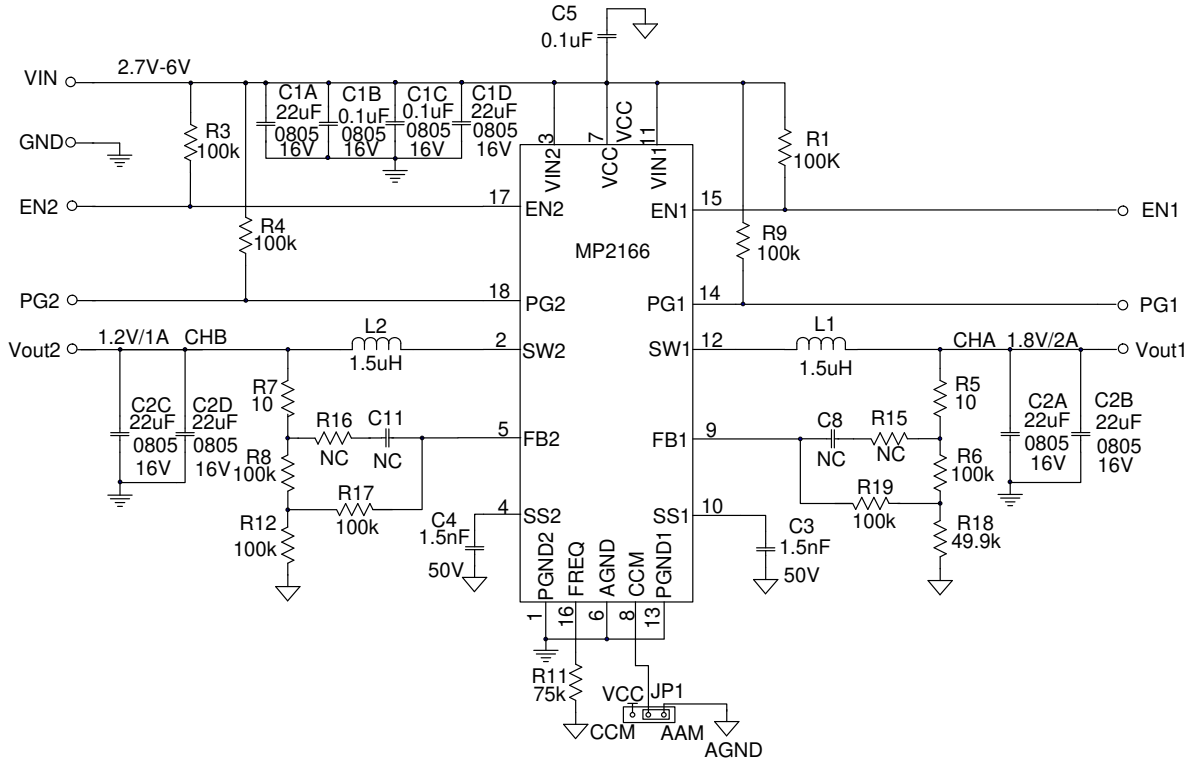 C5
0.1uF
VIN
2.7V-6V
GND
R3
100k
C1A
22uF
0805
16V
C1B
0.1uF
0805
16V
C1C
0.1uF
0805
16V
C1D
22uF
0805
16V
R1
100K
EN2
17
EN2
3
VIN2
7
VCC
VCC
11
VIN1
15
EN1
EN1
R4
100k
MP2166
R9
100k
PG2
18
PG2
PG1
14
PG1
Vout2
1.2V/1A
CHB
L2
1.5uH
2
SW2
SW1
12
L1
1.5uH
CHA
1.8V/2A
Vout1
C2C
22uF
0805
16V
C2D
22uF
0805
16V
R7
10
R16
NC
C11
NC
5
FB2
FB1
9
C8
NC
R15
NC
R5
10
C2A
22uF
0805
16V
C2B
22uF
0805
16V
R8
100k
R17
100k
R6
100k
R19
100k
R12
100k
C4
1.5nF
50V
4
SS2
SS1
10
C3
1.5nF
50V
R18
49.9k
PGND2
FREQ
AGND
CCM
PGND1
1
16
6
8
13
R11
75k
VCC
JP1
CCM
AAM
AGND